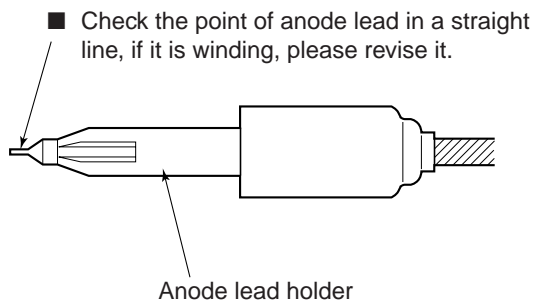 ■ Check the point of anode lead in a straight
line, if it is winding, please revise it.
Anode lead holder